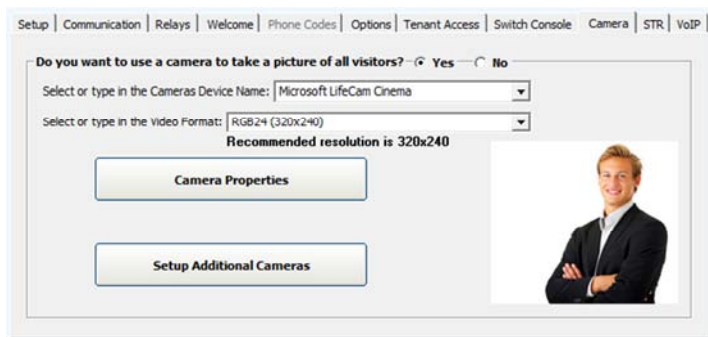 Setup Communication Relays Welcome Phone Codes Options Tenant Access Switch Console Camera STR VoIP
Do you want to use a camera to take a picture of all visitors? Yes No
Select or type in the Cameras Device Name: Microsoft LifeCam Cinema
Select or type in the Video Format: RGB24 (320x240)
Recommended resolution is 320x240
Camera Properties
Setup Additional Cameras